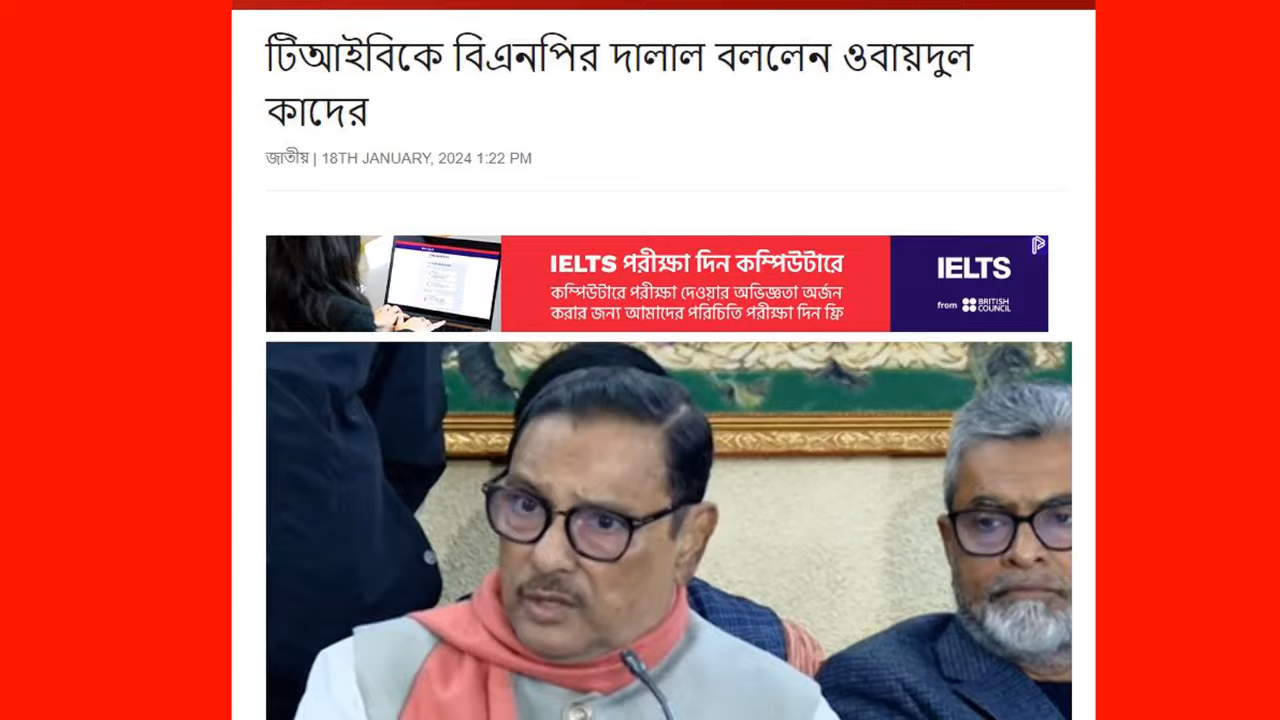 টিআইবিকে বিএনপির দালাল বললেন ওবায়দুল
কাদের
জাতীয় | 18TH JANUARY, 2024 1:22 PM
IELTS পরীক্ষা দিন কম্পিউটারে
কম্পিউটারে পরীক্ষা দেওয়ার অভিজ্ঞতা অর্জন
করার জন্য আমাদের পরিচিতি পরীক্ষা দিন ফ্রি
IELTS
from BRITISH
COUNCIL